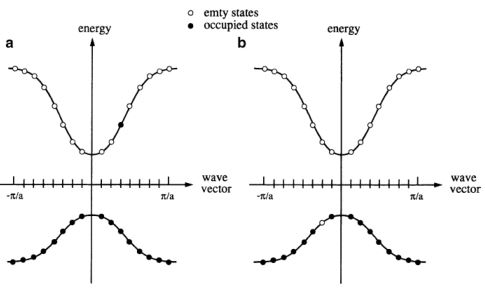 emty states
occupied states
a
energy
b
energy
wave
vector
-π/a
π/a
wave
vector
-π/a
π/a